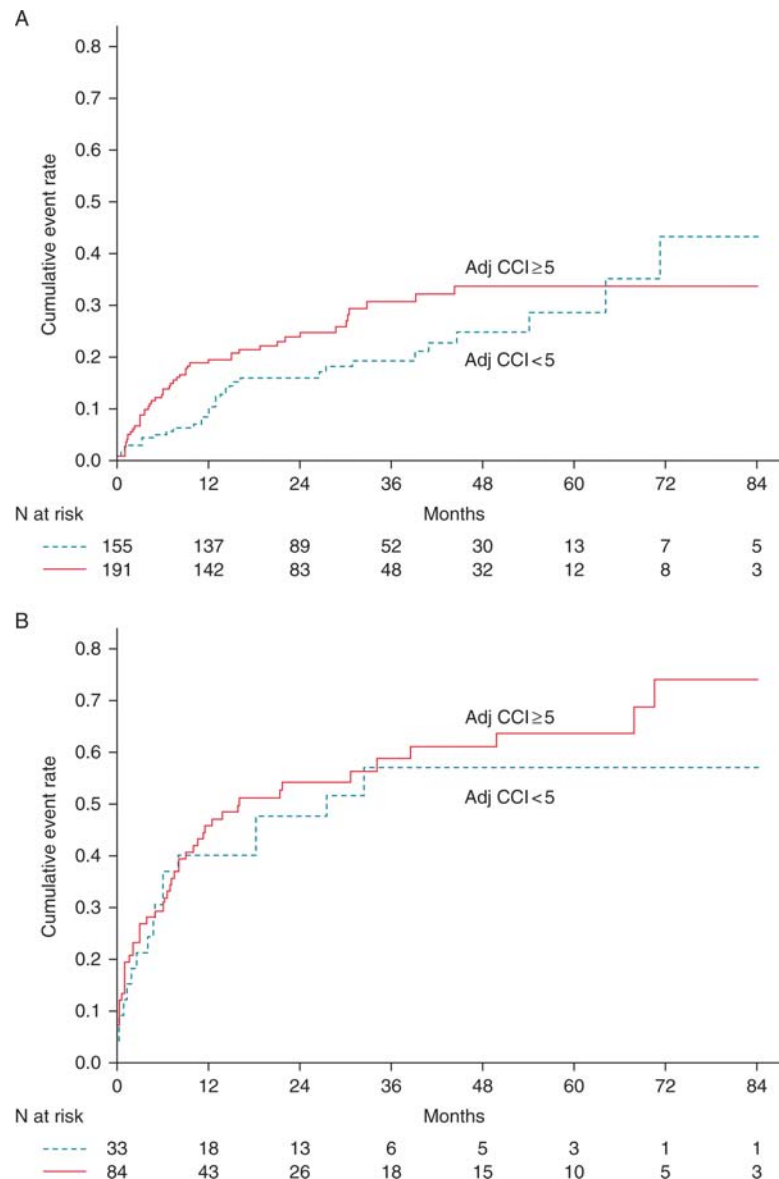 A
0.8
0.7
0.6
0.5
0.4
0.3
0.2
0.1
0.0
Cumulative event rate
Adj CCI≥5
Adj CCI<5
0 12 24 36 48 60 72 84
N at risk Months
155 137 89 52 30 13 7 5
191 142 83 48 32 12 8 3
B
0.8
0.7
0.6
0.5
0.4
0.3
0.2
0.1
0.0
Cumulative event rate
Adj CCI≥5
Adj CCI<5
0 12 24 36 48 60 72 84
N at risk Months
33 18 13 6 5 3 1 1
84 43 26 18 15 10 5 3